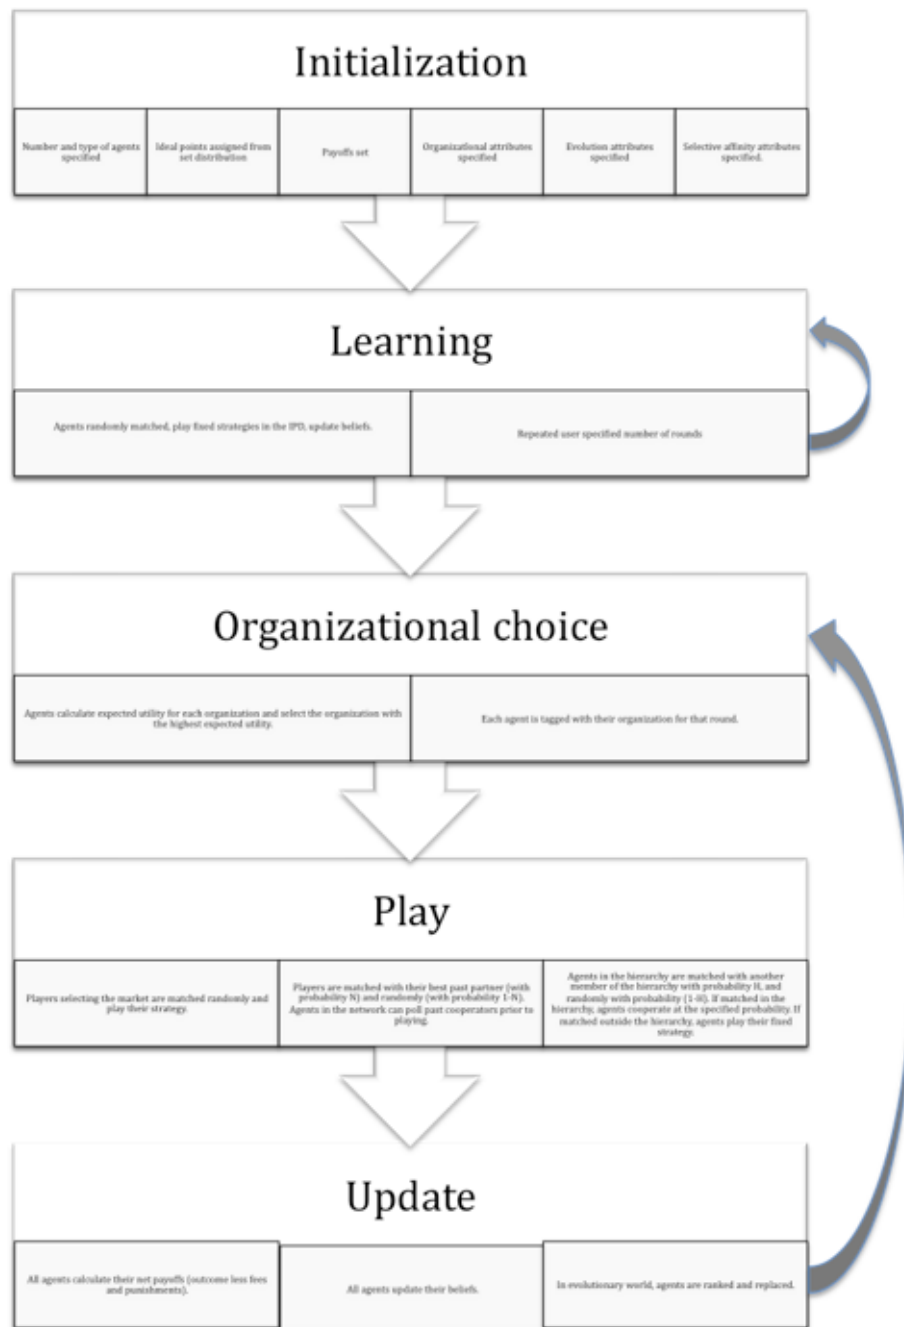 Initialization
Number and type of agents
specified
Ideal points assigned from
set distribution
Payoffs set
Organizational attributes
specified
Evolution attributes
specified
Selective affinity attributes
specified.
Learning
Agents randomly matched, play fixed strategies in the IPD, update beliefs.
Repeated user specified number of rounds
Organizational choice
Agents calculate expected utility for each organization and select the organization with
the highest expected utility.
Each agent is tagged with their organization for that round.
Play
Players selecting the market are matched randomly and
play their strategy.
Players are matched with their best past partner (with
probability N) and randomly (with probability 1-N).
Agents in the network can poll past cooperators prior to
playing.
Agents in the hierarchy are matched with another
member of the hierarchy with probability H, and
randomly with probability (1-H). If matched in the
hierarchy, agents cooperate at the specified probability. If
matched outside the hierarchy, agents play their fixed
strategy.
Update
All agents calculate their net payoffs (outcome less fees
and punishments).
All agents update their beliefs.
In evolutionary world, agents are ranked and replaced.